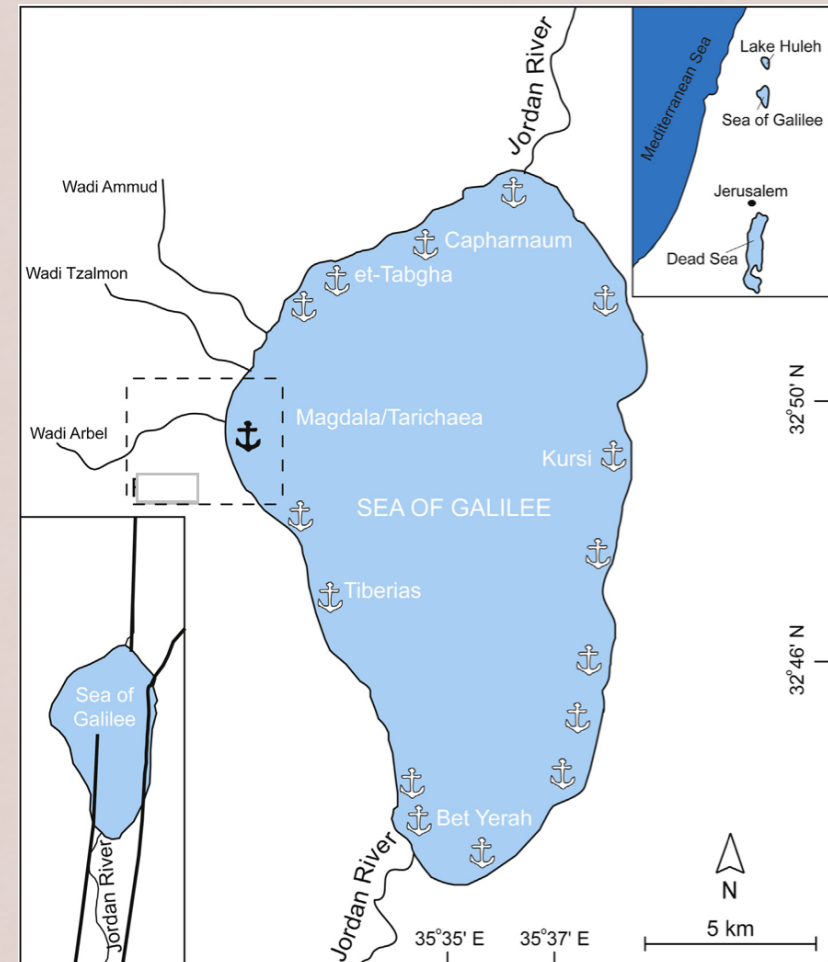 Jordan River
Mediterranean Sea
Lake Huleh
Sea of Galilee
Jerusalem
Dead Sea
Wadi Ammud
Capharnaum
et-Tabgha
Wadi Tzalmon
32°50' N
Magdala/Tarichaea
Wadi Arbel
Kursi
SEA OF GALILEE
Tiberias
32°46' N
Sea of
Galilee
Bet Yerah
Jordan River
Jordan River
N
35°35' E
35°37' E
5 km